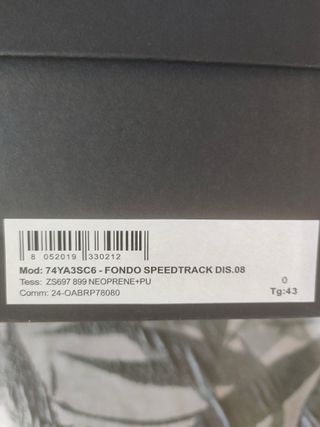 8 052019 330212
Mod: 74YA3SC6 - FONDO SPEEDTRACK DIS.08
Tess: ZS697 899 NEOPRENE+PU
0
Comm: 24-OABRP78080
Tg:43